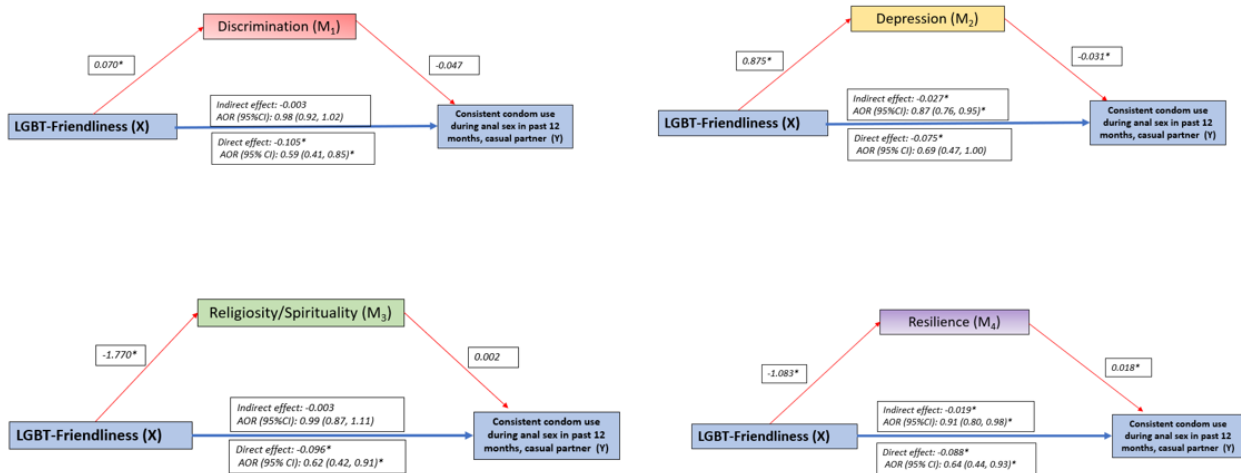 Discrimination (M1)
0.070*
-0.047
Indirect effect: -0.003
AOR (95%CI): 0.98 (0.92, 1.02)
LGBT-Friendliness (X)
Direct effect: -0.105*
AOR (95% CI): 0.59 (0.41, 0.85)*
Consistent condom use
during anal sex in past 12
months, casual partner (Y)
Depression (M2)
0.875*
-0.031*
Indirect effect: -0.027*
AOR (95%CI): 0.87 (0.76, 0.95)*
LGBT-Friendliness (X)
Direct effect: -0.075*
AOR (95% CI): 0.69 (0.47, 1.00)
Consistent condom use
during anal sex in past 12
months, casual partner (Y)
Religiosity/Spirituality (M3)
-1.770*
0.002
Indirect effect: -0.003
AOR (95%CI): 0.99 (0.87, 1.11)
LGBT-Friendliness (X)
Direct effect: -0.096*
AOR (95% CI): 0.62 (0.42, 0.91)*
Consistent condom use
during anal sex in past 12
months, casual partner (Y)
Resilience (M4)
-1.083*
0.018*
Indirect effect: -0.019*
AOR (95%CI): 0.91 (0.80, 0.98)*
LGBT-Friendliness (X)
Direct effect: -0.088*
AOR (95% CI): 0.64 (0.44, 0.93)*
Consistent condom use
during anal sex in past 12
months, casual partner (Y)